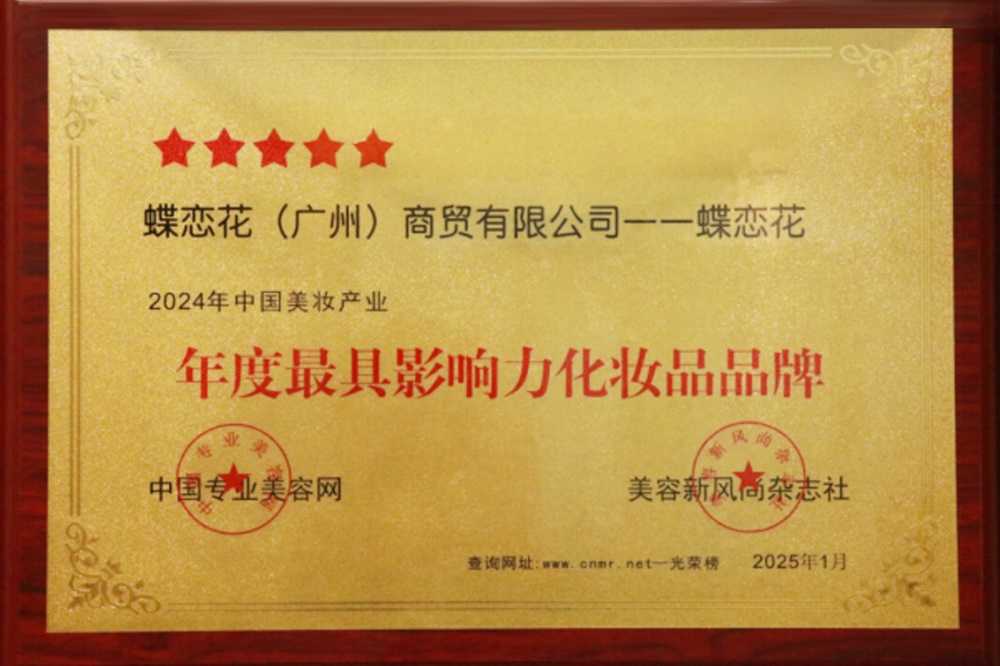 蝶恋花（广州）商贸有限公司——蝶恋花
2024年中国美妆产业
年度最具影响力化妆品品牌
中国专业美容网
美容新风尚杂志社
查询网址:www.cnmr.net—光荣榜
2025年1月